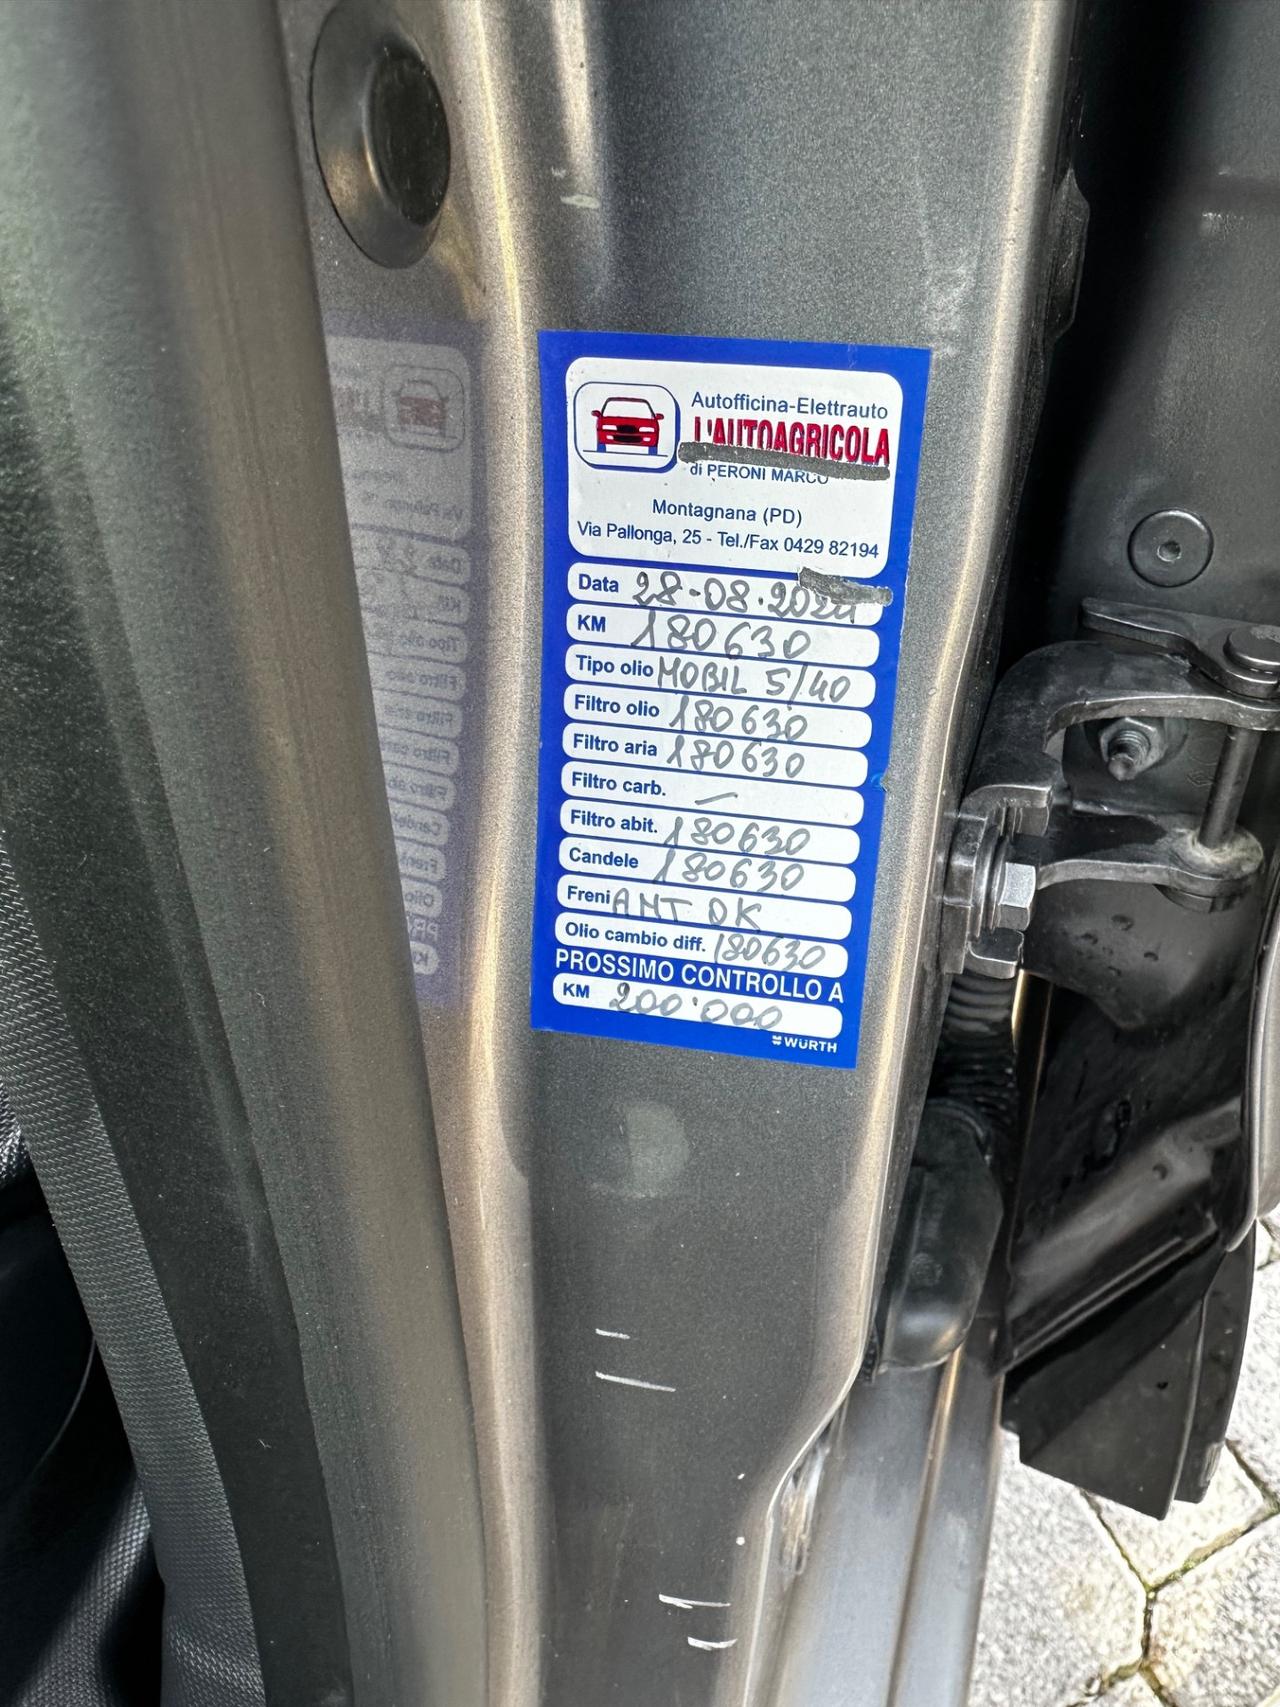 Autofficina-Elettrauto
L'AUTOAGRICOLA
di PERONI MARCO
Montagnana (PD)
Via Pallonga, 25 - Tel./Fax 0429 82194
Data 28-08-2024
KM 180630
Tipo olio MOBIL 5/40
Filtro olio 180630
Filtro aria 180630
Filtro carb. —
Filtro abit. 180630
Candele 180630
Freni ANT OK
Olio cambio diff. 180630
PROSSIMO CONTROLLO A
KM 200'000
WÜRTH